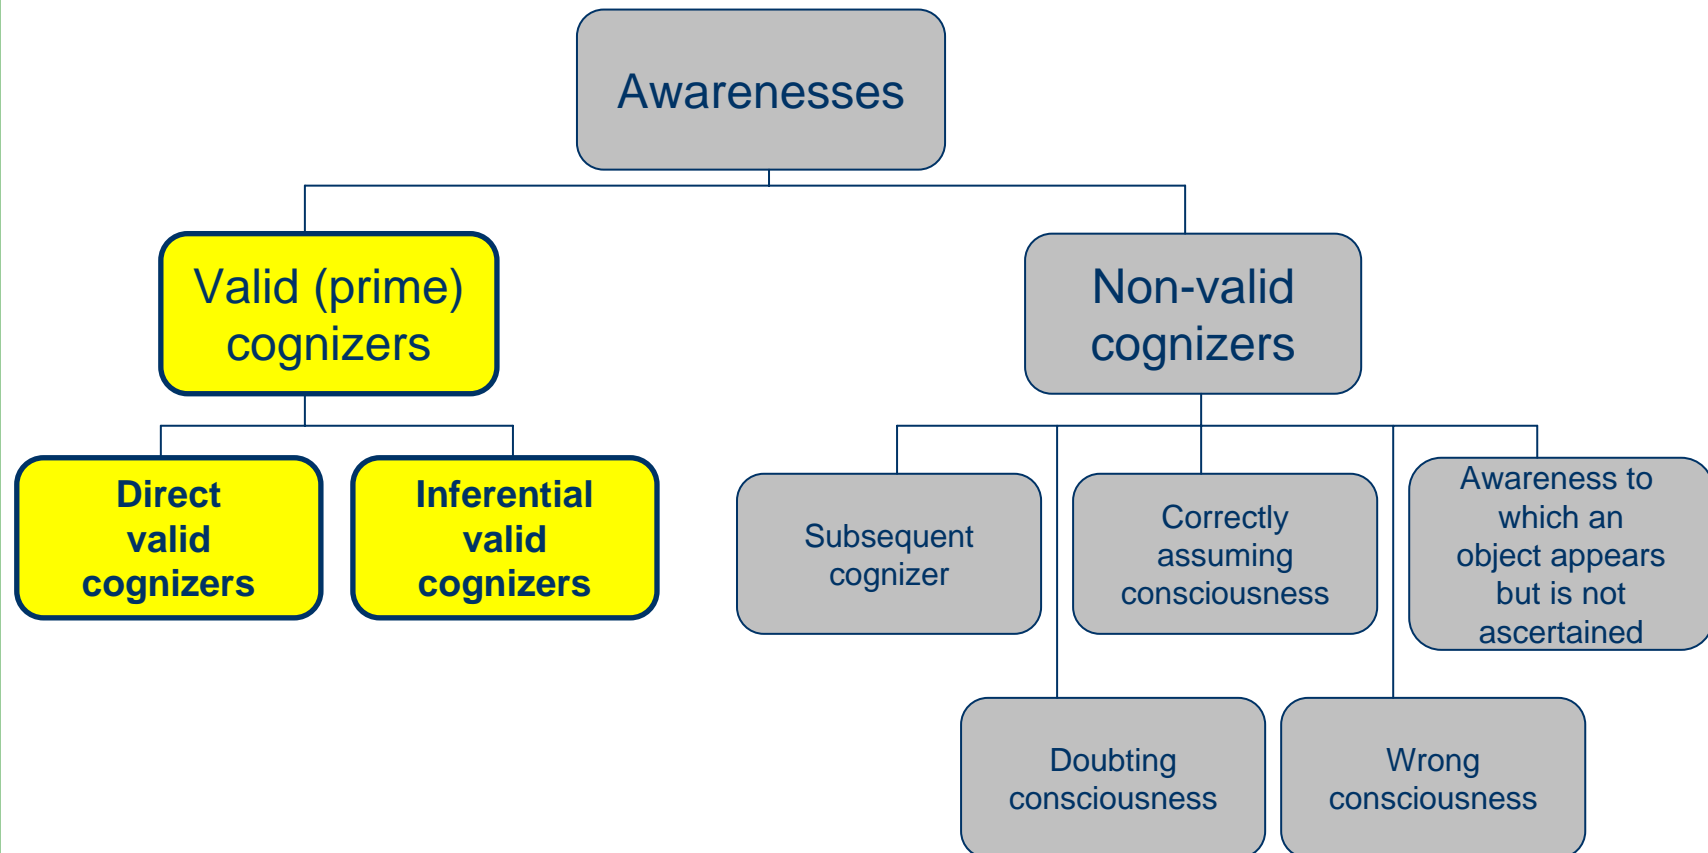 Awarenesses
Valid (prime)
cognizers
Non-valid
cognizers
Direct
valid
cognizers
Inferential
valid
cognizers
Subsequent
cognizer
Correctly
assuming
consciousness
Awareness to
which an
object appears
but is not
ascertained
Doubting
consciousness
Wrong
consciousness